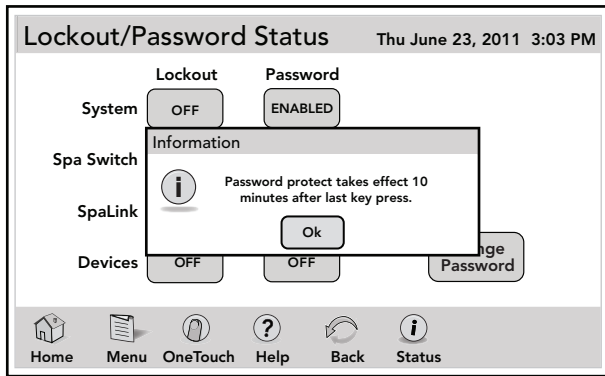 Lockout/Password Status Thu June 23, 2011 3:03 PM
Lockout Password
System OFF ENABLED
Information
Spa Switch
Password protect takes effect 10
minutes after last key press.
SpaLink
Ok
Devices OFF OFF
Password
Home Menu OneTouch Help Back Status